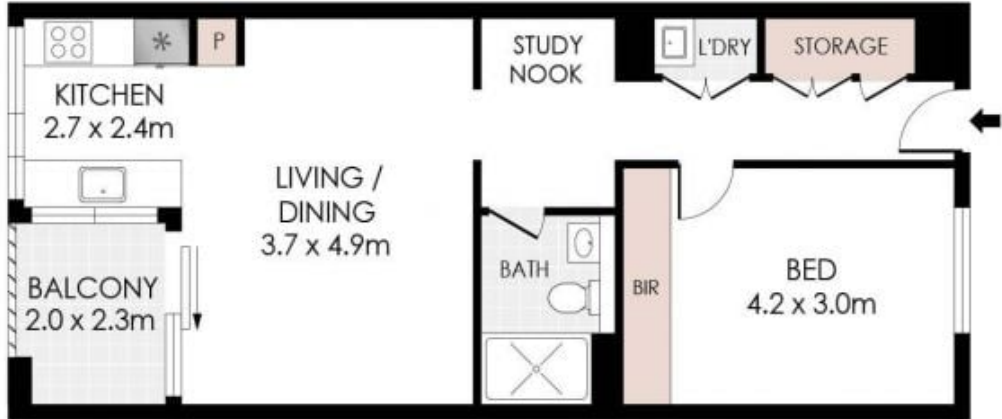 P
STUDY
NOOK
L'DRY
STORAGE
KITCHEN
2.7 x 2.4m
LIVING /
DINING
3.7 x 4.9m
BALCONY
2.0 x 2.3m
BATH
BIR
BED
4.2 x 3.0m